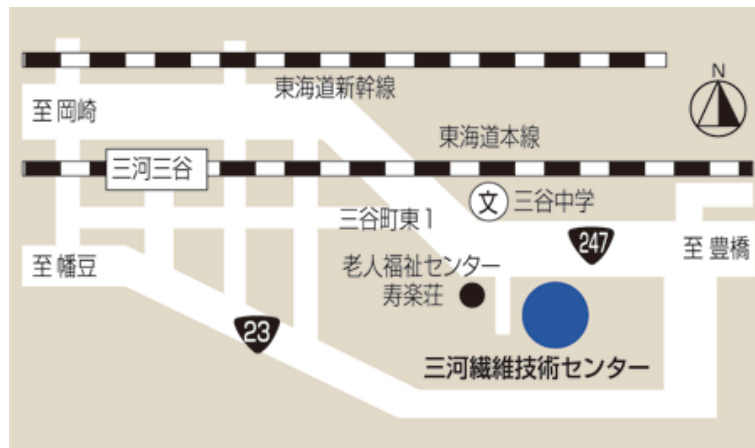 東海道新幹線
N
至 岡崎
東海道本線
三河三谷
文
三谷中学
三谷町東1
247
至 豊橋
至 幡豆
老人福祉センター
寿楽荘
23
三河繊維技術センター